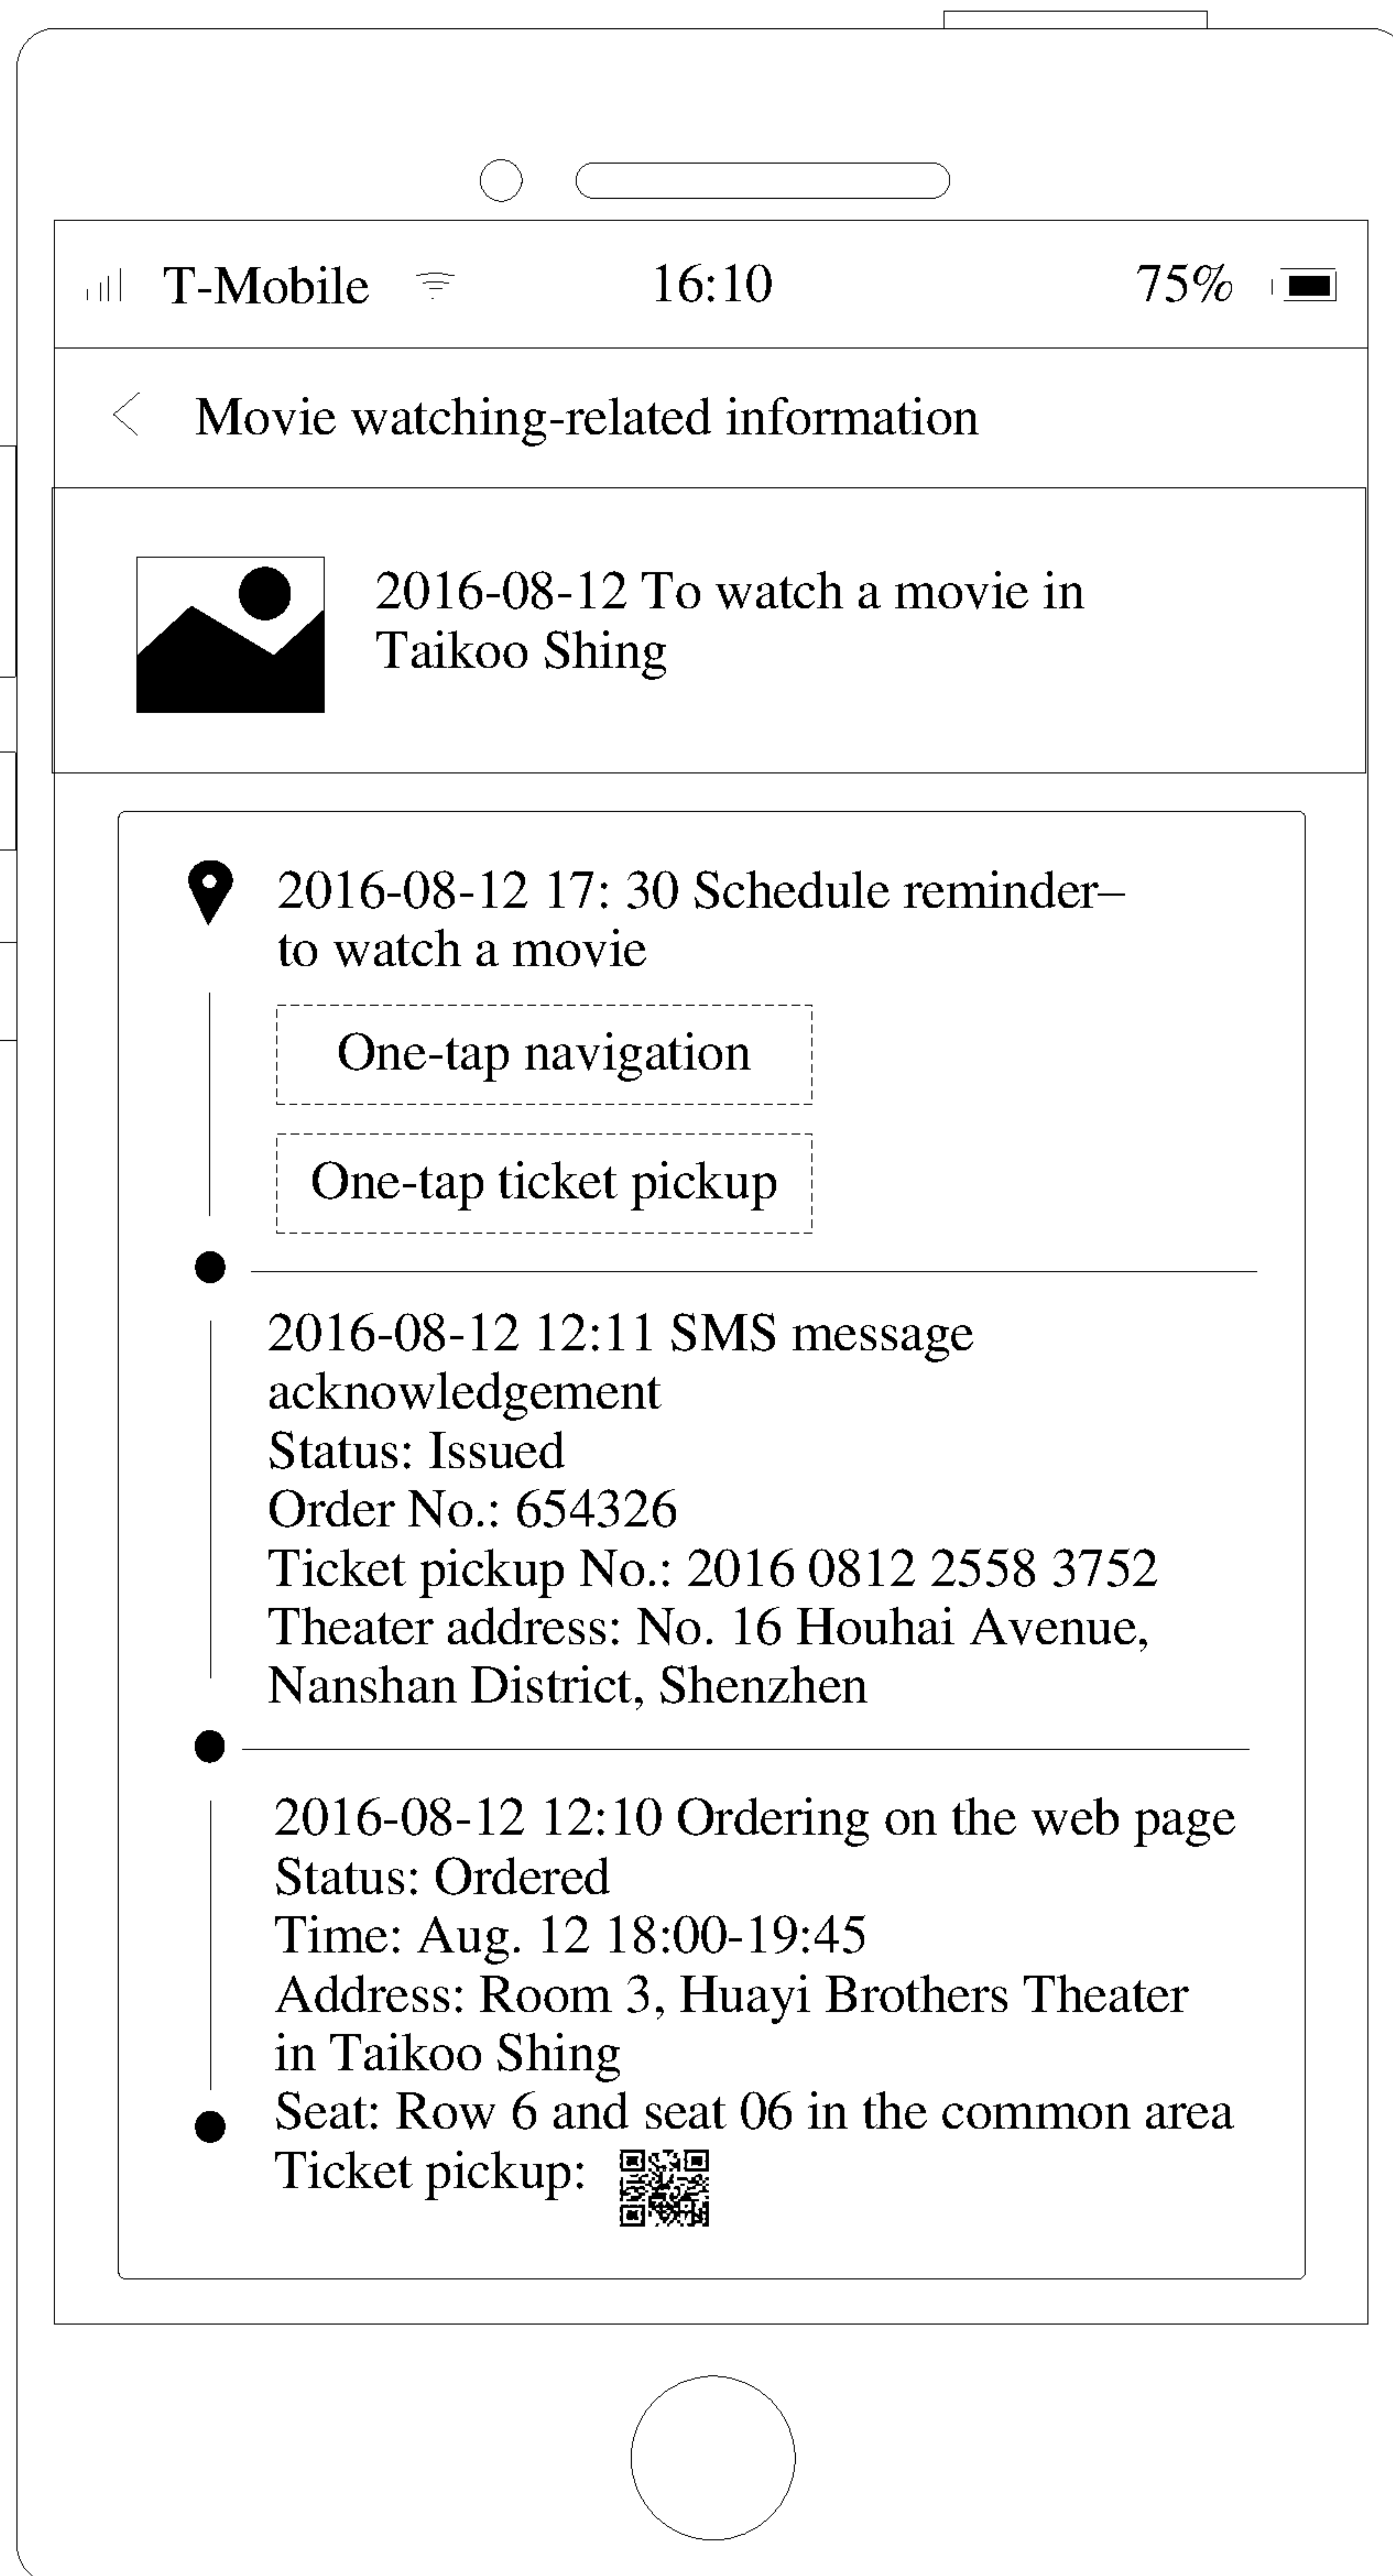 T-Mobile 16:10 75%
Movie watching-related information
2016-08-12 To watch a movie in
Taikoo Shing
2016-08-12 17: 30 Schedule reminder–
to watch a movie
One-tap navigation
One-tap ticket pickup
2016-08-12 12:11 SMS message
acknowledgement
Status: Issued
Order No.: 654326
Ticket pickup No.: 2016 0812 2558 3752
Theater address: No. 16 Houhai Avenue,
Nanshan District, Shenzhen
2016-08-12 12:10 Ordering on the web page
Status: Ordered
Time: Aug. 12 18:00-19:45
Address: Room 3, Huayi Brothers Theater
in Taikoo Shing
Seat: Row 6 and seat 06 in the common area
Ticket pickup: